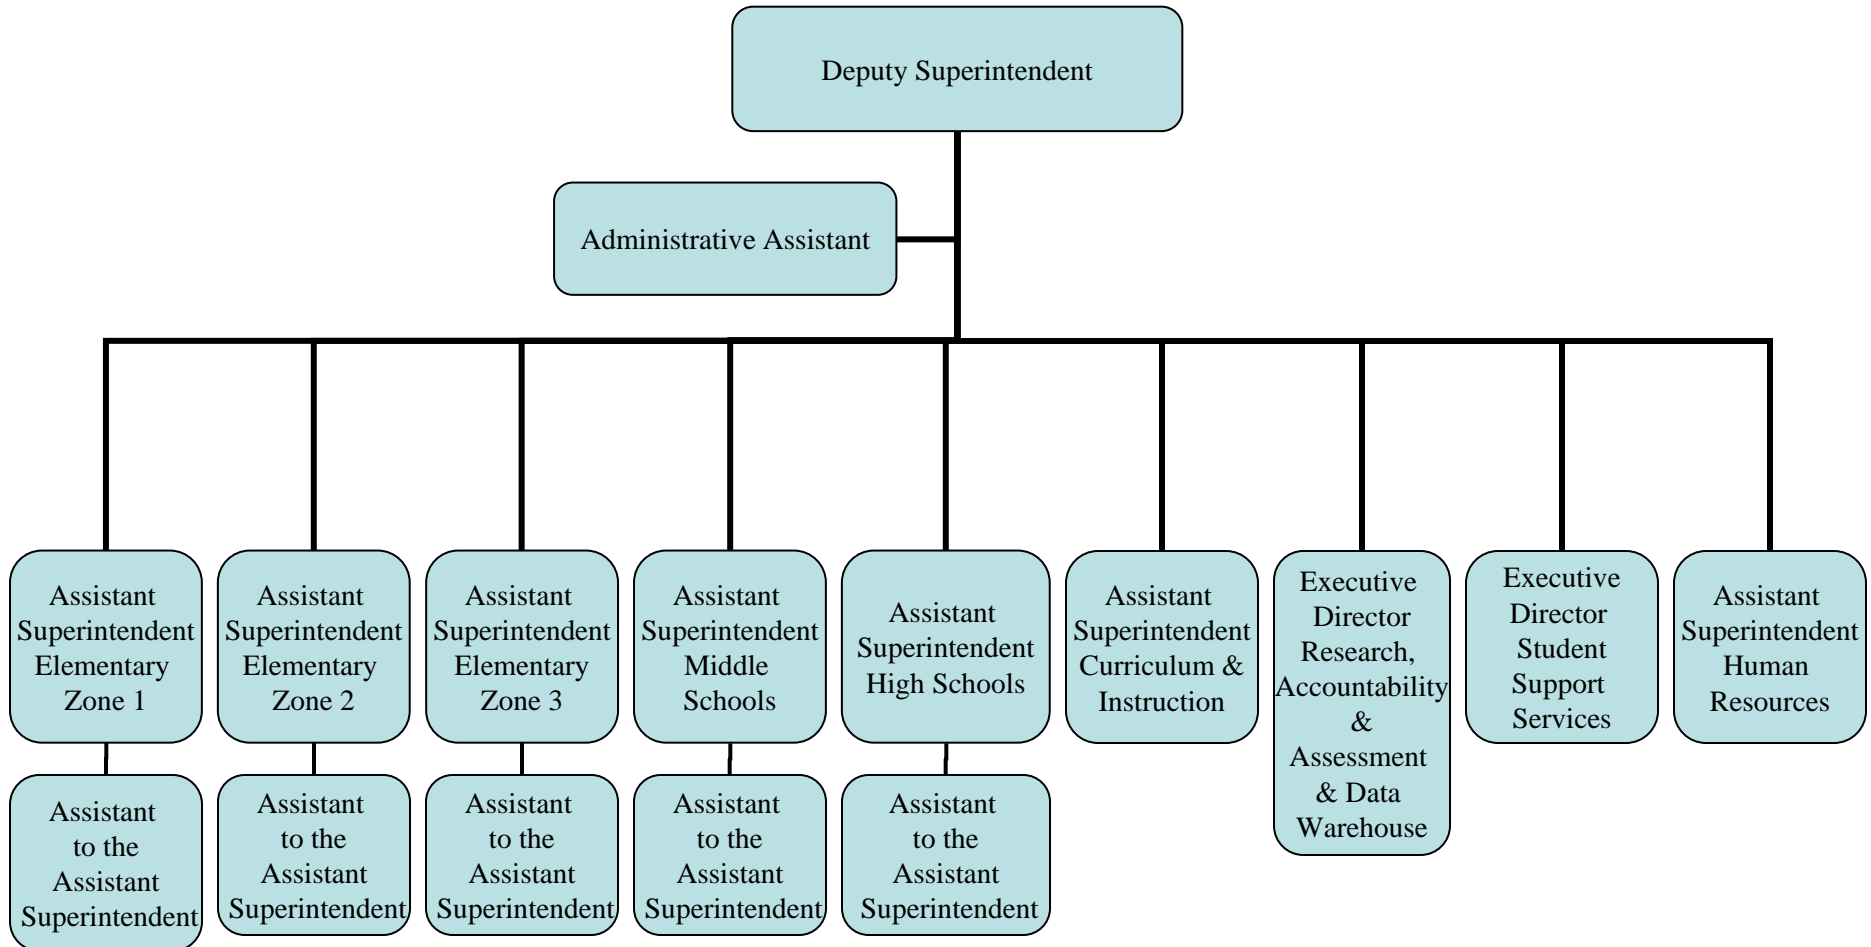 Deputy Superintendent
Administrative Assistant
Assistant
Superintendent
Elementary
Zone 1
Assistant
Superintendent
Elementary
Zone 2
Assistant
Superintendent
Elementary
Zone 3
Assistant
Superintendent
Middle
Schools
Assistant
Superintendent
High Schools
Assistant
Superintendent
Curriculum &
Instruction
Executive
Director
Research,
Accountability
&
Assessment
& Data
Warehouse
Executive
Director
Student
Support
Services
Assistant
Superintendent
Human
Resources
Assistant
to the
Assistant
Superintendent
Assistant
to the
Assistant
Superintendent
Assistant
to the
Assistant
Superintendent
Assistant
to the
Assistant
Superintendent
Assistant
to the
Assistant
Superintendent